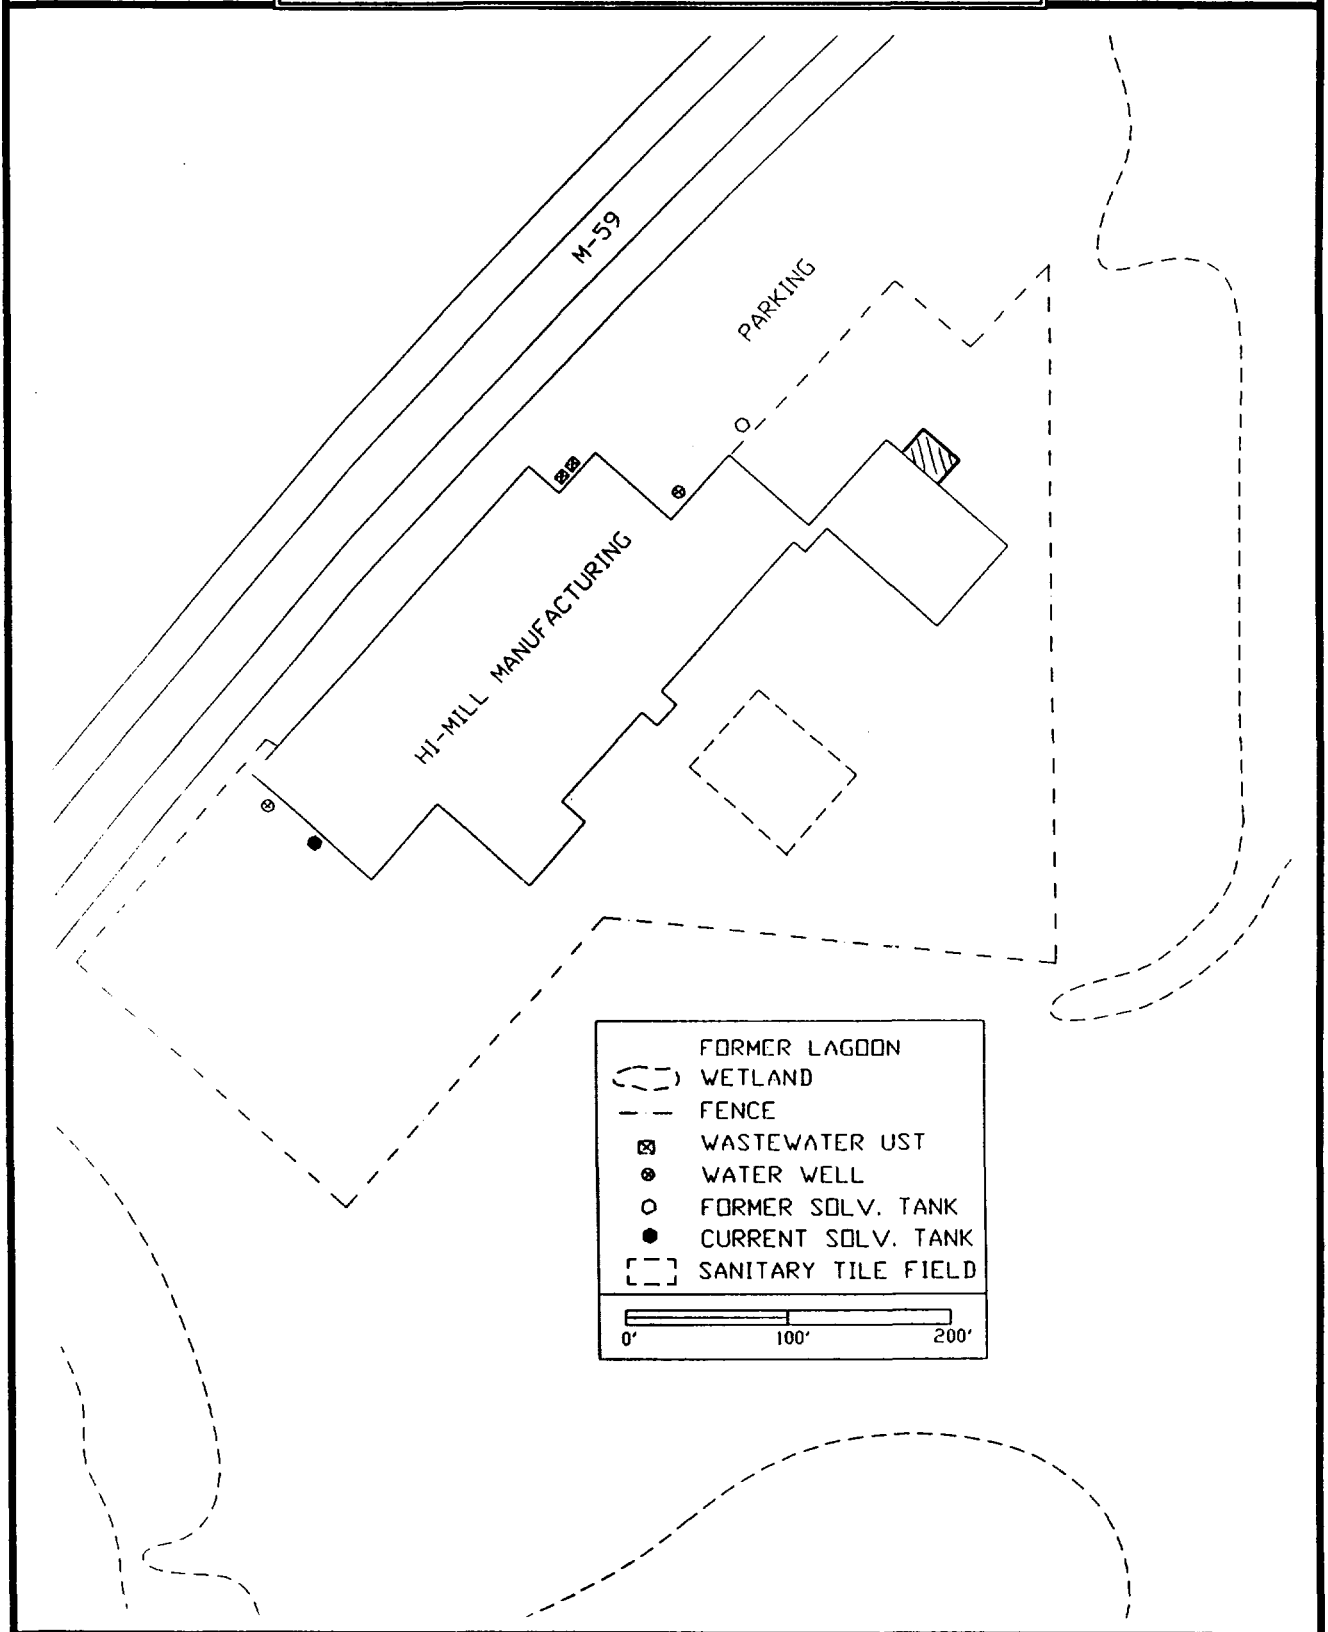 M-59
PARKING
HI-MILL MANUFACTURING
FORMER LAGOON
WETLAND
FENCE
WASTEWATER UST
WATER WELL
FORMER SOLV. TANK
CURRENT SOLV. TANK
SANITARY TILE FIELD
0' 100' 200'